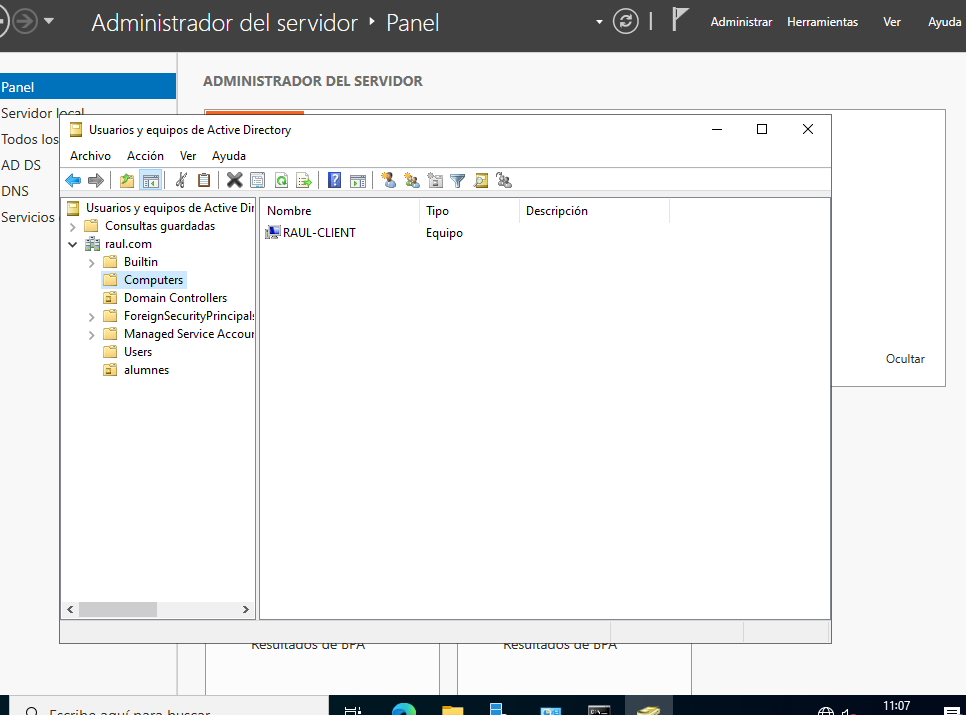 Administrador del servidor ‣ Panel
Administrar Herramientas Ver Ayuda
Panel
Servidor local
Todos los
AD DS
DNS
Servicios
ADMINISTRADOR DEL SERVIDOR
Usuarios y equipos de Active Directory
Archivo Acción Ver Ayuda
Usuarios y equipos de Active Dir
Consultas guardadas
raul.com
Builtin
Computers
Domain Controllers
ForeignSecurityPrincipals
Managed Service Accour
Users
alumnes
Nombre Tipo Descripción
RAUL-CLIENT Equipo
Ocultar
Resultados de BPA Resultados de BPA
Escribe aquí para buscar
11:07